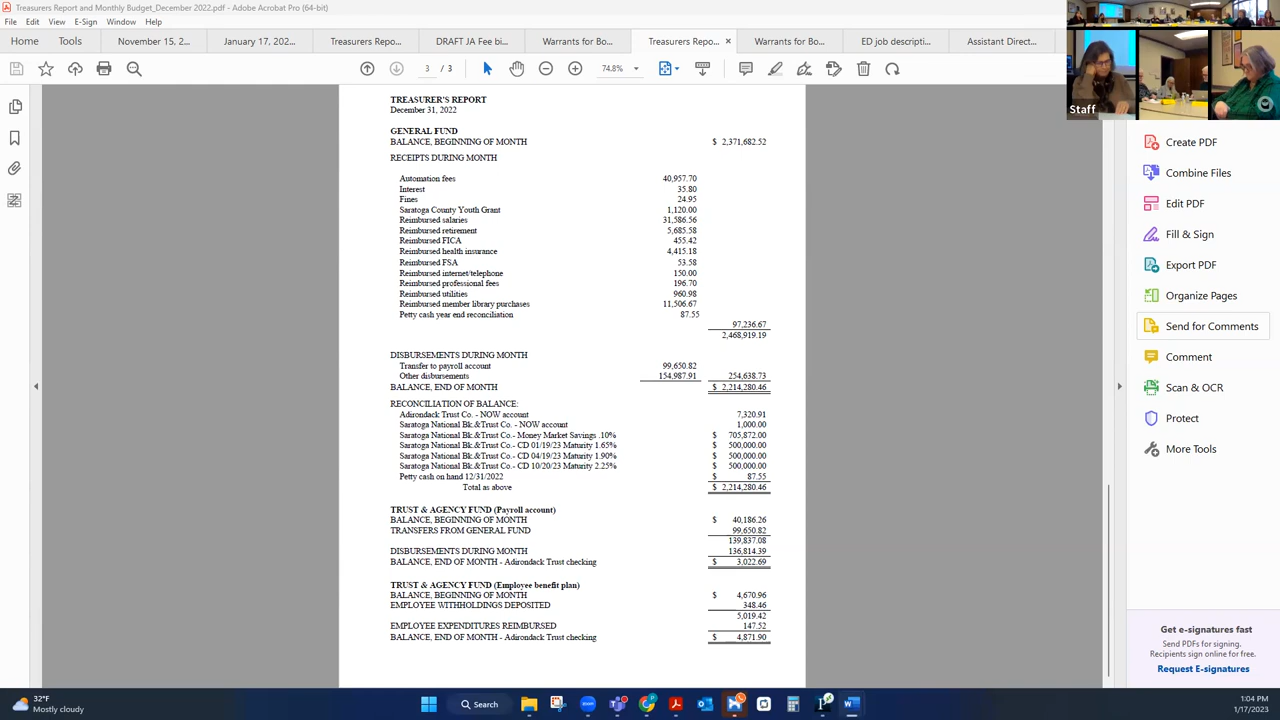 Treasurers Report and Monthly Budget_December 2022.pdf - Adobe Acrobat Pro (64-bit)
File Edit View E-Sign Window Help
Home Tools November 15. 2... January 17, 202... DRAFT JA Warrants for Bo... Treasurers Repo... × Warrants for Bo... ED Job descripti... Assistant Direct...
3 / 3 74.8%
Staff
TREASURER'S REPORT
December 31, 2022
GENERAL FUND
BALANCE, BEGINNING OF MONTH $ 2,371,682.52
RECEIPTS DURING MONTH
Automation fees 40,957.70
Interest 35.80
Fines 24.95
Saratoga County Youth Grant 1,120.00
Reimbursed salaries 31,586.56
Reimbursed retirement 5,685.58
Reimbursed FICA 455.42
Reimbursed health insurance 4,415.18
Reimbursed FSA 53.58
Reimbursed internet/telephone 150.00
Reimbursed professional fees 196.70
Reimbursed utilities 960.98
Reimbursed member library purchases 11,506.67
Petty cash year end reconciliation 87.55
97,236.67
2,468,919.19
DISBURSEMENTS DURING MONTH
Transfer to payroll account 99,650.82
Other disbursements 154,987.91 254,638.73
BALANCE, END OF MONTH $ 2,214,280.46
RECONCILIATION OF BALANCE:
Adirondack Trust Co. - NOW account 7,320.91
Saratoga National Bk.&Trust Co. - NOW account 1,000.00
Saratoga National Bk.&Trust Co.- Money Market Savings .10% $ 705,872.00
Saratoga National Bk.&Trust Co.- CD 01/19/23 Maturity 1.65% $ 500,000.00
Saratoga National Bk.&Trust Co.- CD 04/19/23 Maturity 1.90% $ 500,000.00
Saratoga National Bk.&Trust Co.- CD 10/20/23 Maturity 2.25% $ 500,000.00
Petty cash on hand 12/31/2022 $ 87.55
Total as above $ 2,214,280.46
TRUST & AGENCY FUND (Payroll account)
BALANCE, BEGINNING OF MONTH $ 40,186.26
TRANSFERS FROM GENERAL FUND 99,650.82
139,837.08
DISBURSEMENTS DURING MONTH 136,814.39
BALANCE, END OF MONTH - Adirondack Trust checking $ 3,022.69
TRUST & AGENCY FUND (Employee benefit plan)
BALANCE, BEGINNING OF MONTH $ 4,670.96
EMPLOYEE WITHHOLDINGS DEPOSITED 348.46
5,019.42
EMPLOYEE EXPENDITURES REIMBURSED 147.52
BALANCE, END OF MONTH - Adirondack Trust checking $ 4,871.90
Create PDF
Combine Files
Edit PDF
Fill & Sign
Export PDF
Organize Pages
Send for Comments
Comment
Scan & OCR
Protect
More Tools
Get e-signatures fast
Send PDFs for signing.
Recipients sign online for free.
Request E-signatures
32°F
Mostly cloudy
Search
1:04 PM
1/17/2023